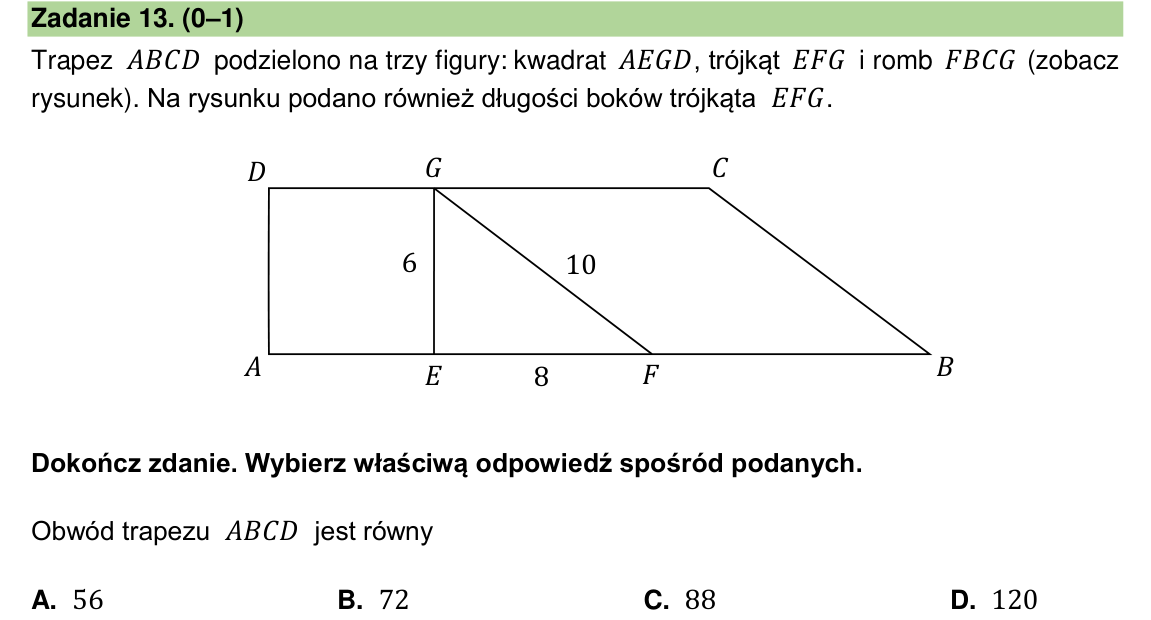 Zadanie 13. (0–1)
Trapez ABCD podzielono na trzy figury: kwadrat AEGD, trójkąt EFG i romb FBCG (zobacz
rysunek). Na rysunku podano również długości boków trójkąta EFG.
D G C
6 10
A E 8 F B
Dokończ zdanie. Wybierz właściwą odpowiedź spośród podanych.
Obwód trapezu ABCD jest równy
A. 56 B. 72 C. 88 D. 120